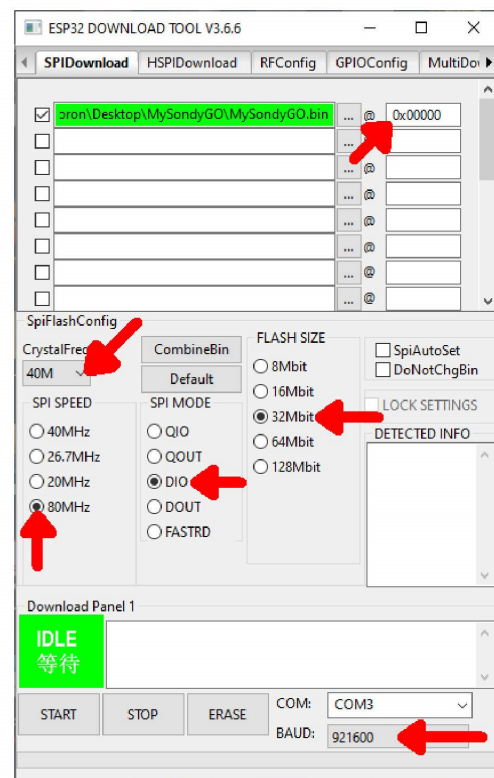 ESP32 DOWNLOAD TOOL V3.6.6
SPIDownload HSPIDownload RFConfig GPIOConfig MultiDo
oron\Desktop\MySondyGO\MySondyGO.bin ... @ 0x00000
... @
... @
... @
... @
... @
... @
... @
SpiFlashConfig
CrystalFreq
40M
CombineBin
Default
SPI SPEED
40MHz
26.7MHz
20MHz
80MHz
SPI MODE
QIO
QOUT
DIO
DOUT
FASTRD
FLASH SIZE
8Mbit
16Mbit
32Mbit
64Mbit
128Mbit
SpiAutoSet
DoNotChgBin
LOCK SETTINGS
DETECTED INFO
Download Panel 1
IDLE
等待
START STOP ERASE
COM: COM3
BAUD: 921600